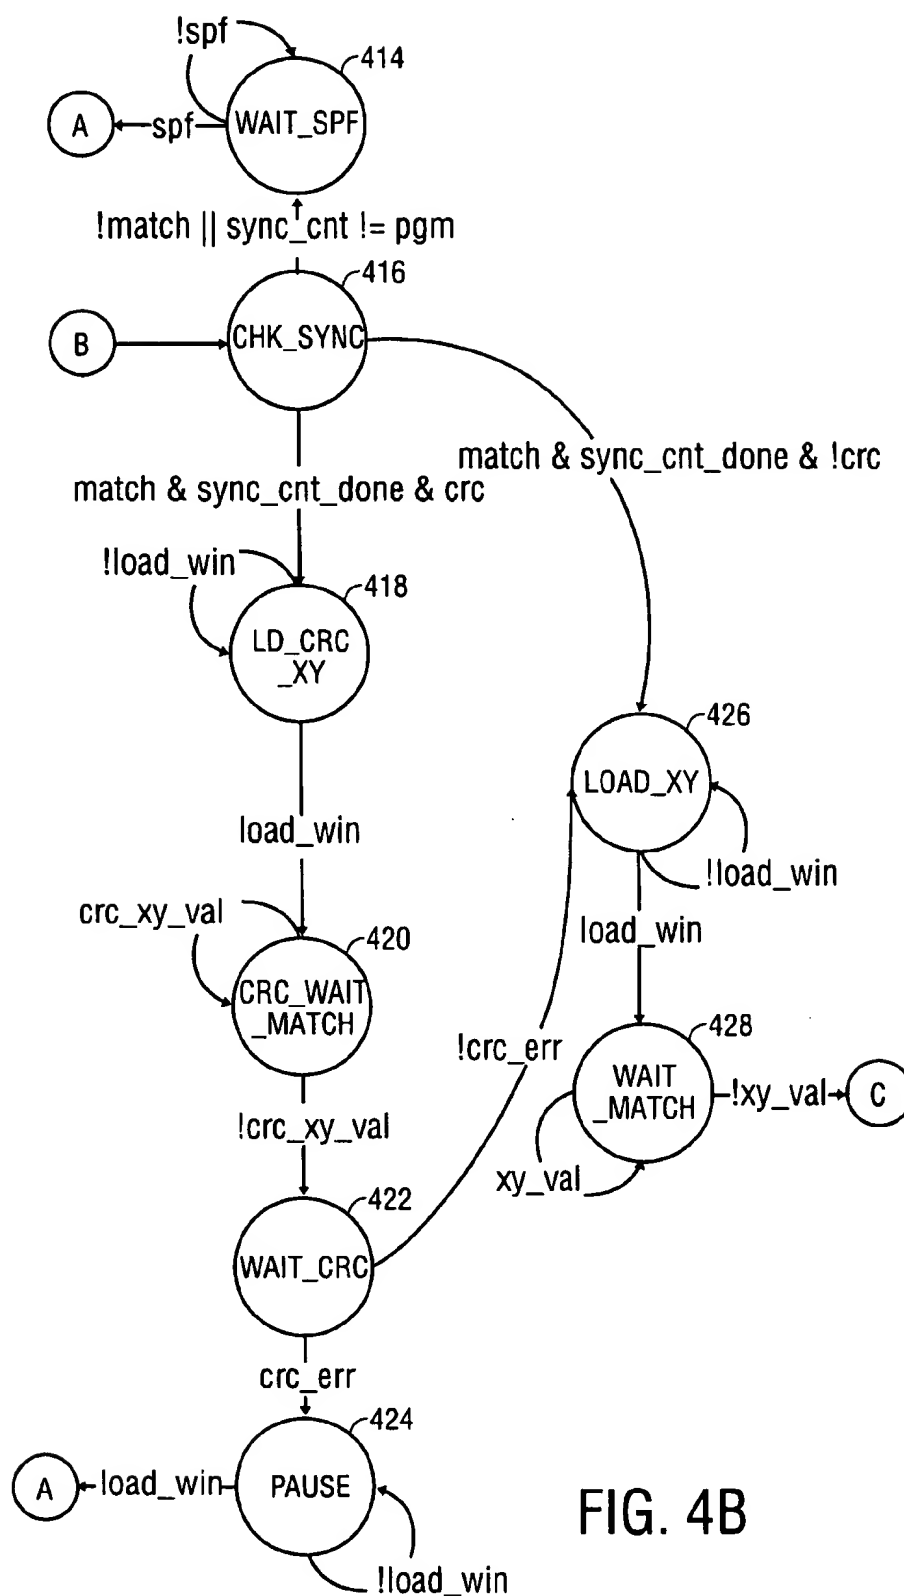 !spf
414
A
spf
WAIT_SPF
!match || sync_cnt != pgm
416
B
CHK_SYNC
match & sync_cnt_done & !crc
match & sync_cnt_done & crc
!load_win
418
LD_CRC
_XY
426
LOAD_XY
load_win
!load_win
crc_xy_val
420
load_win
CRC_WAIT
_MATCH
428
!crc_err
WAIT
_MATCH
!xy_val
C
!crc_xy_val
xy_val
422
WAIT_CRC
crc_err
424
A
load_win
PAUSE
FIG. 4B
!load_win